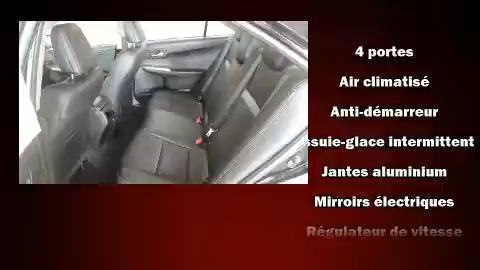 4 portes
Air climatisé
Anti-démarreur
ssuie-glace intermittent
Jantes aluminium
Mirroirs électriques
Régulateur de vitesse